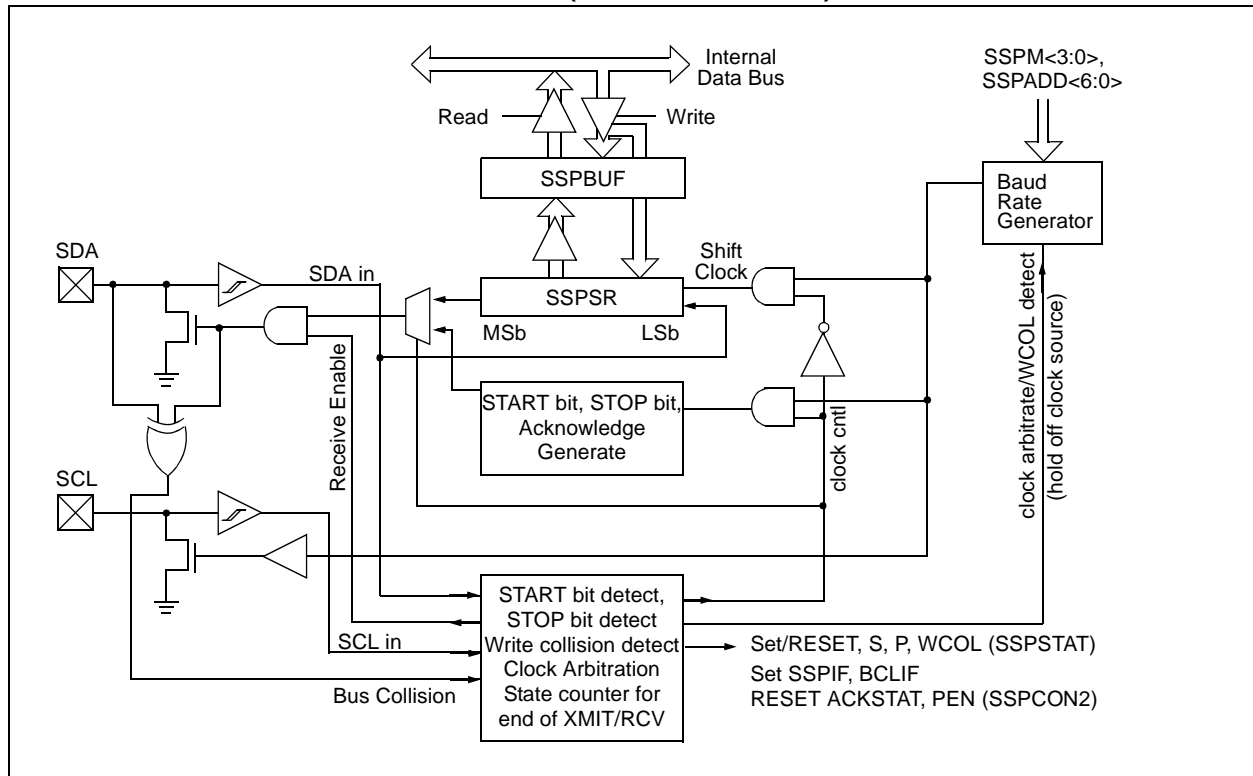 Internal
Data Bus
SSPM<3:0>,
SSPADD<6:0>
Read
Write
SSPBUF
Baud
Rate
Generator
SDA
SDA in
Shift
Clock
SSPSR
MSb
LSb
START bit, STOP bit,
Acknowledge
Generate
Receive Enable
clock cntl
clock arbitrate/WCOL detect
(hold off clock source)
SCL
SCL in
Bus Collision
START bit detect,
STOP bit detect
Write collision detect
Clock Arbitration
State counter for
end of XMIT/RCV
Set/RESET, S, P, WCOL (SSPSTAT)
Set SSPIF, BCLIF
RESET ACKSTAT, PEN (SSPCON2)